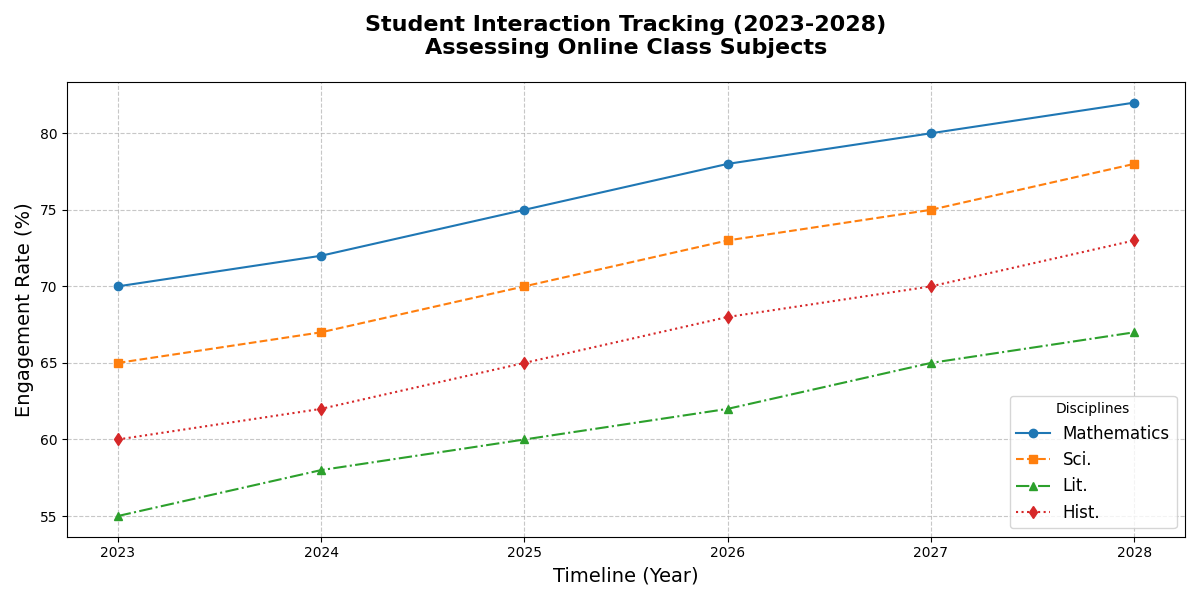 Student Interaction Tracking (2023-2028)
Assessing Online Class Subjects
Engagement Rate (%)
80
75
70
65
60
55
Disciplines
Mathematics
Sci.
Lit.
Hist.
2023 2024 2025 2026 2027 2028
Timeline (Year)